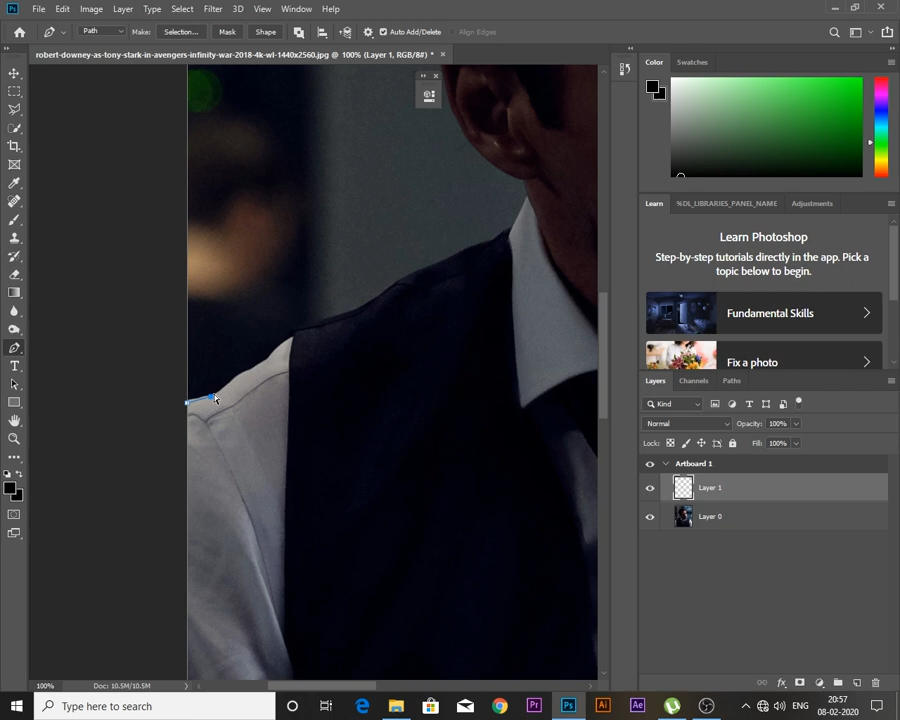 Ps File Edit Image Layer Type Select Filter 3D View Window Help
Path Make: Selection... Mask Shape Auto Add/Delete Align Edges
robert-downey-as-tony-stark-in-avengers-infinity-war-2018-4k-wl-1440x2560.jpg @ 100% (Layer 1, RGB/8#) *
Color Swatches
Learn %DL_LIBRARIES_PANEL_NAME Adjustments
Learn Photoshop
Step-by-step tutorials directly in the app. Pick a
topic below to begin.
Fundamental Skills
Fix a photo
Layers Channels Paths
Kind
Normal Opacity: 100%
Lock: Fill: 100%
Artboard 1
Layer 1
Layer 0
100% Doc: 10.5M/10.5M
Type here to search
Pr Ps Ai Ae
ENG
20:57
08-02-2020